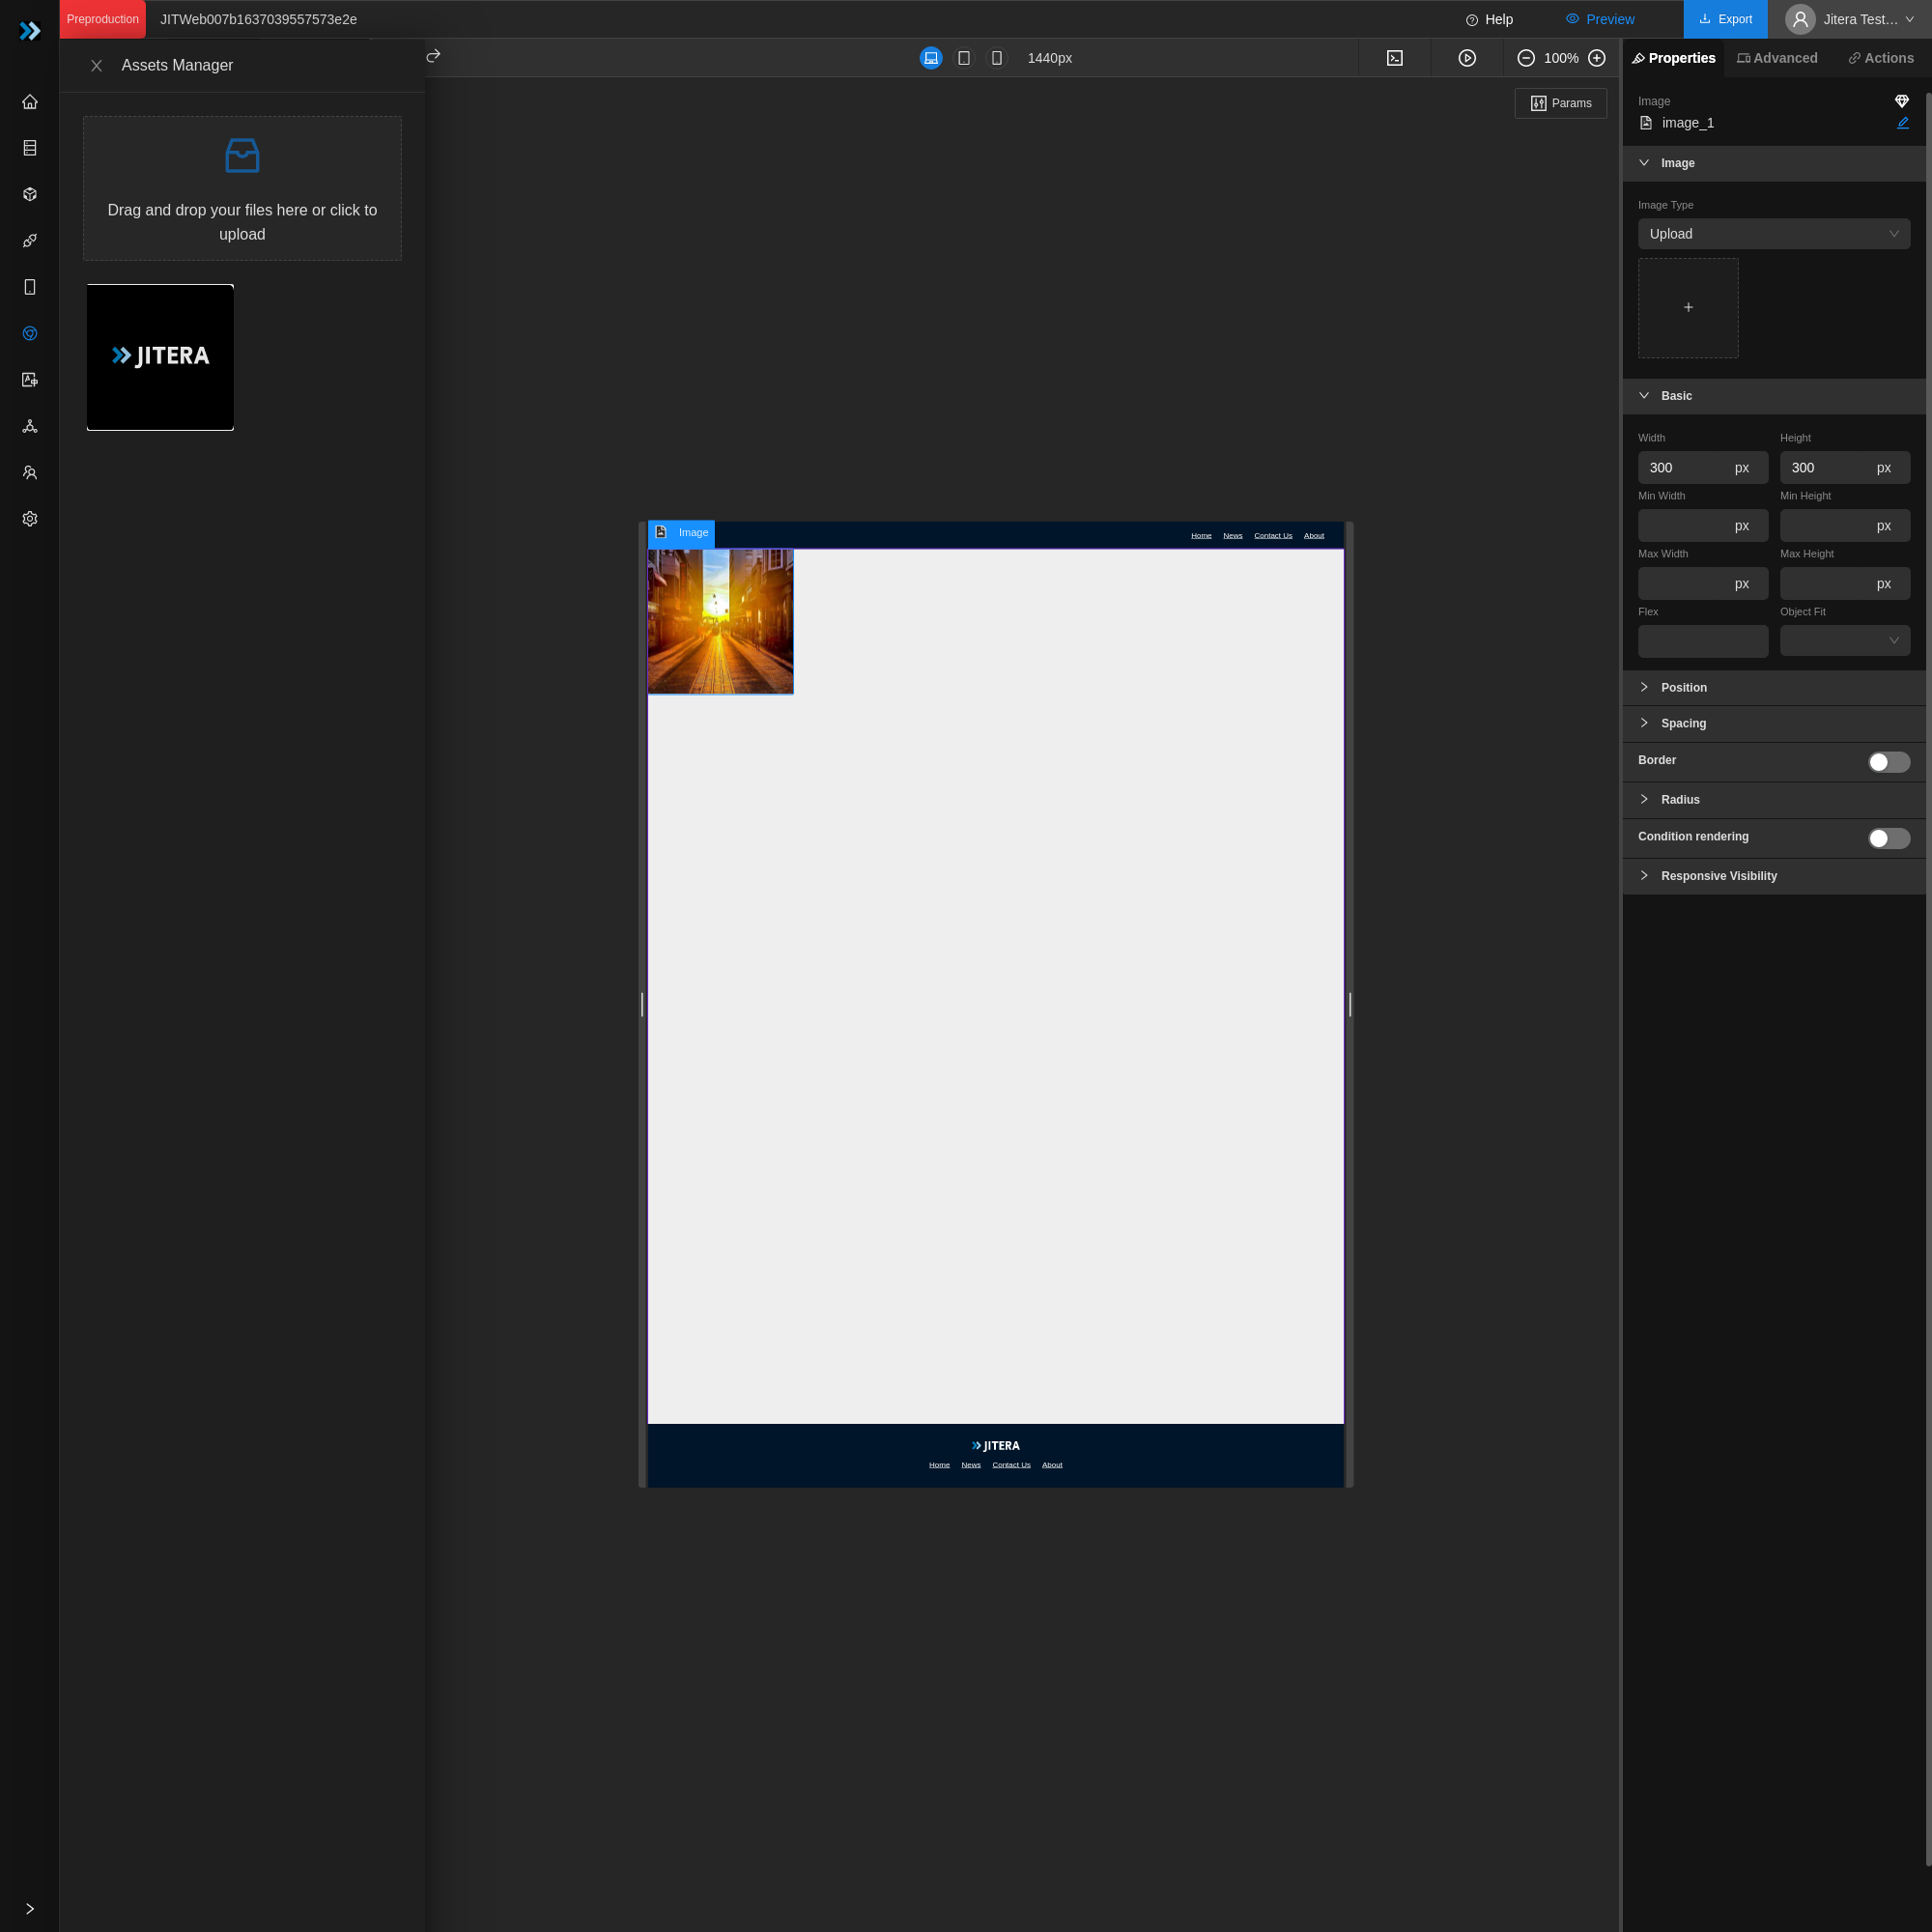 Preproduction
JITWeb007b1637039557573e2e
Help
Preview
Export
Jitera Test...
Assets Manager
1440px
100%
Properties
Advanced
Actions
Params
Drag and drop your files here or click to
upload
JITERA
Image
image_1
Image
Image Type
Upload
Basic
Width
Height
300 px
300 px
Min Width
Min Height
px
px
Max Width
Max Height
px
px
Flex
Object Fit
Position
Spacing
Border
Radius
Condition rendering
Responsive Visibility
Image
Home News Contact Us About
JITERA
Home News Contact Us About